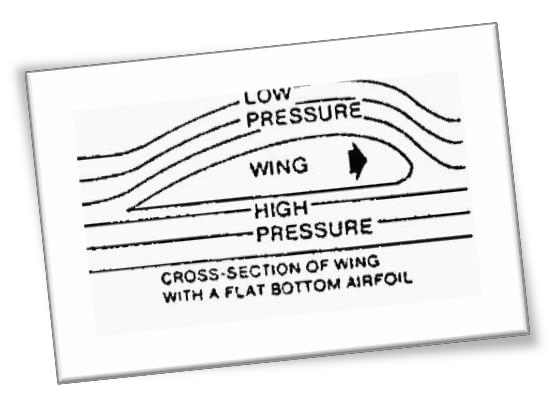 LOW
PRESSURE
WING
HIGH
PRESSURE
CROSS-SECTION OF WING
WITH A FLAT BOTTOM AIRFOIL